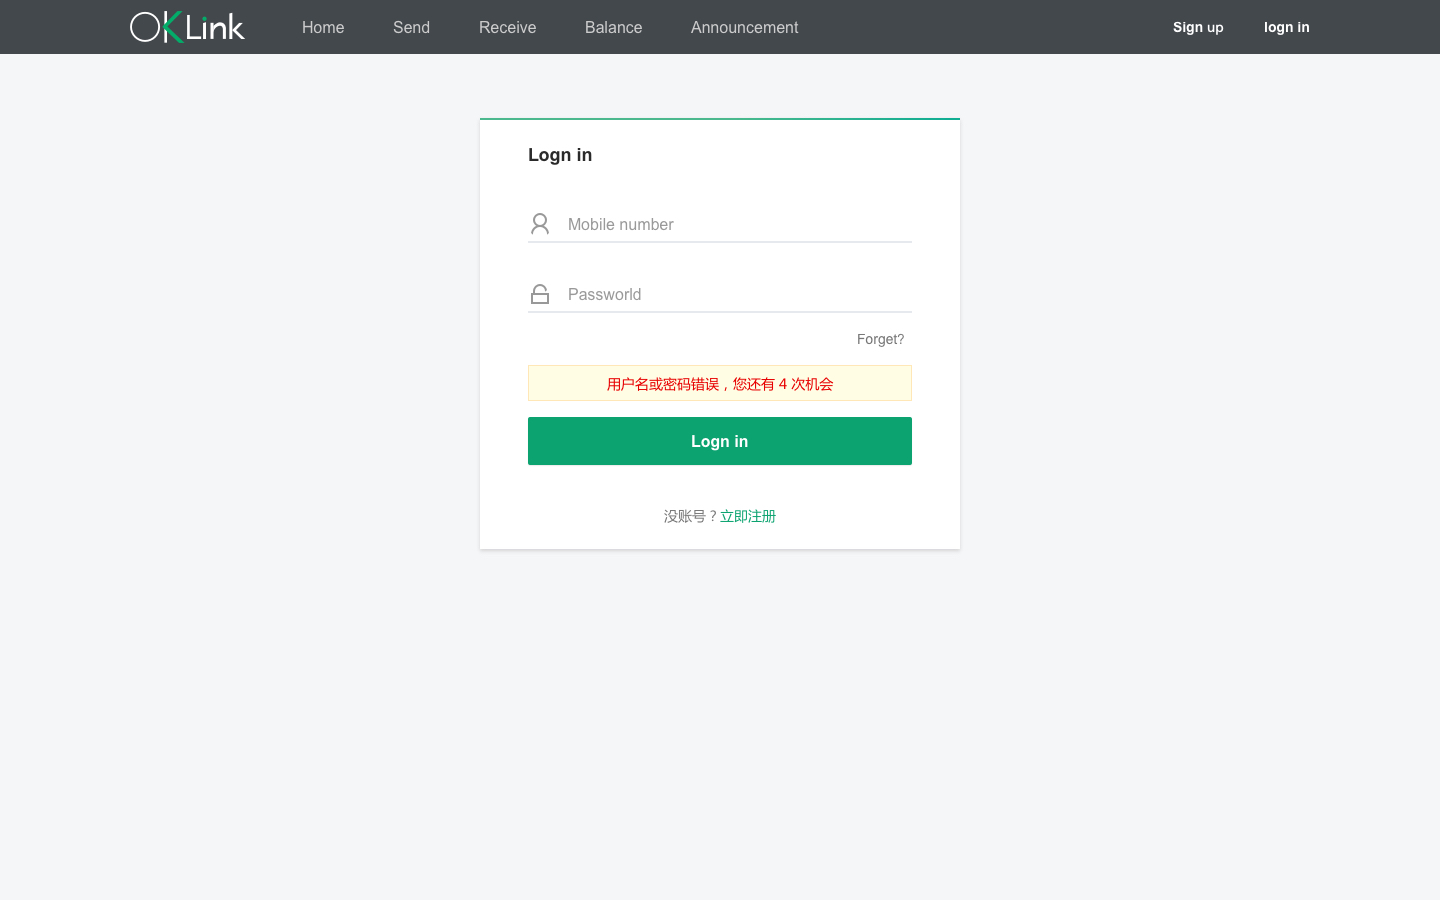 OKLink Home Send Receive Balance Announcement Sign up login in
Logn in
Mobile number
Passworld
Forget?
用户名或密码错误，您还有 4 次机会
Logn in
没账号？立即注册